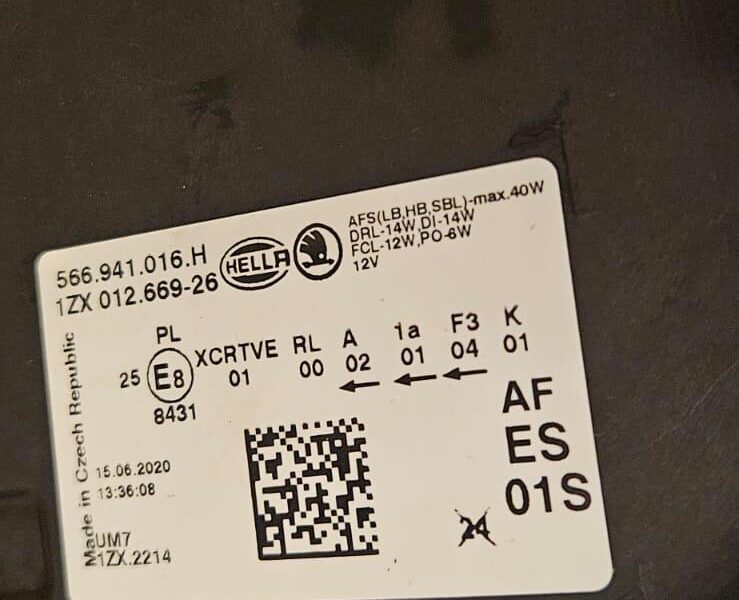 566.941.016.H
1ZX 012.669-26
HELLA
AFS(LB,HB,SBL)-max.40W
DRL-14W,DI-14W
FCL-12W,PO-6W
12V
PL
25 E8 XCRTVE RL A 1a F3 K
8431 01 00 02 01 04 01
← ← ←
Made in Czech Republic
15.06.2020
13:36:08
UM7
1ZX.2214
AF
ES
01S
24